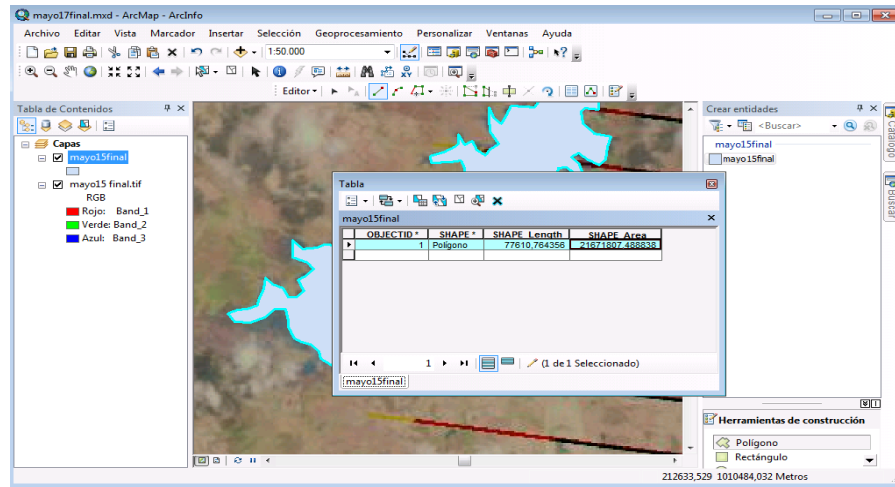 mayo17final.mxd - ArcMap - ArcInfo
Archivo Editar Vista Marcador Insertar Selección Geoprocesamiento Personalizar Ventanas Ayuda
1:50.000
Editor
Tabla de Contenidos
Capas
mayo15final
mayo15 final.tif
RGB
Rojo: Band_1
Verde: Band_2
Azul: Band_3
Tabla
mayo15final
OBJECTID * SHAPE * SHAPE_Length SHAPE_Area
1 Polígono 77610,764356 21671807,488838
1
(1 de 1 Seleccionado)
mayo15final
Crear entidades
<Buscar>
mayo15final
mayo15final
Herramientas de construcción
Polígono
Rectángulo
Catálogo
Buscar
212633,529 1010484,032 Metros